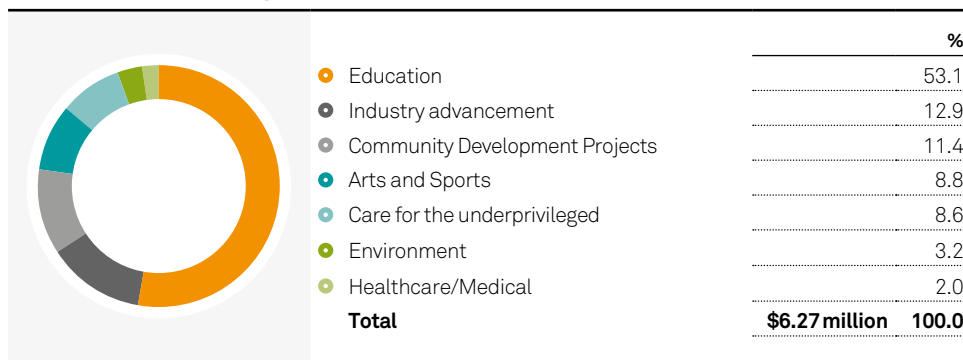 %
Education 53.1
Industry advancement 12.9
Community Development Projects 11.4
Arts and Sports 8.8
Care for the underprivileged 8.6
Environment 3.2
Healthcare/Medical 2.0
Total $6.27 million 100.0